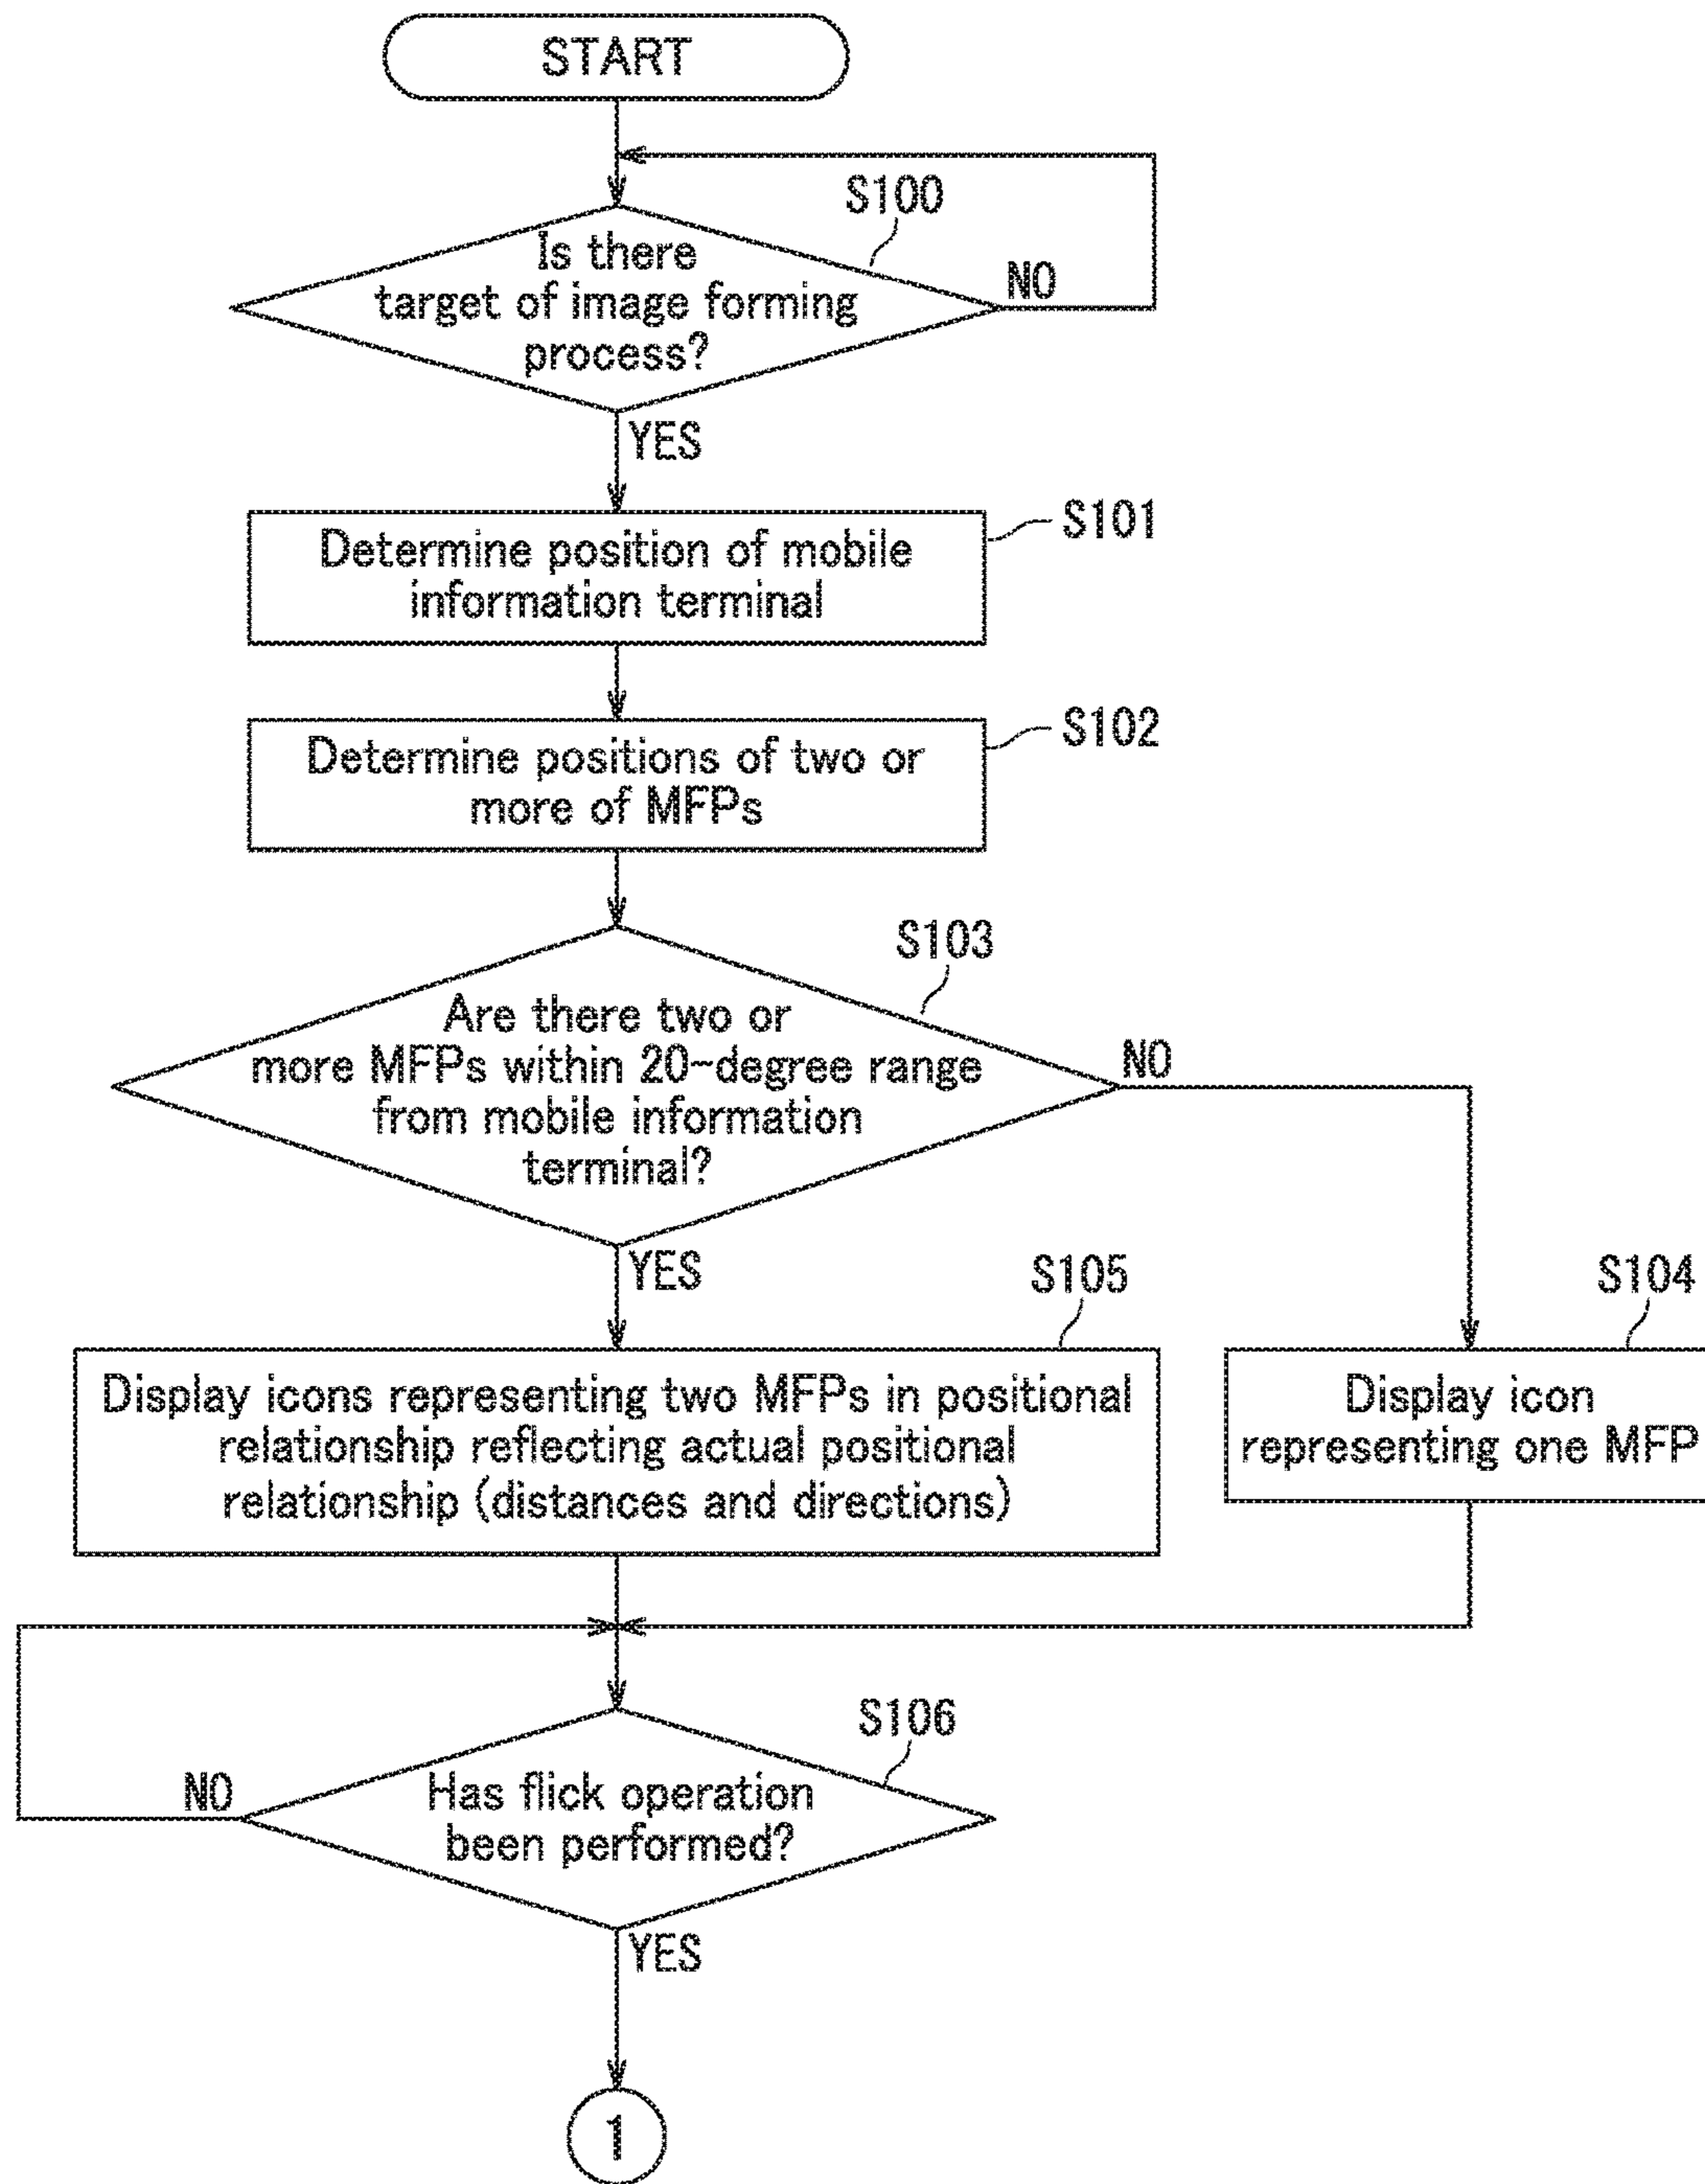 START
S100
Is there
target of image forming
process?
NO
YES
S101
Determine position of mobile
information terminal
S102
Determine positions of two or
more of MFPs
S103
Are there two or
more MFPs within 20-degree range
from mobile information
terminal?
NO
YES
S105
S104
Display icons representing two MFPs in positional
relationship reflecting actual positional
relationship (distances and directions)
Display icon
representing one MFP
S106
NO
Has flick operation
been performed?
YES
1